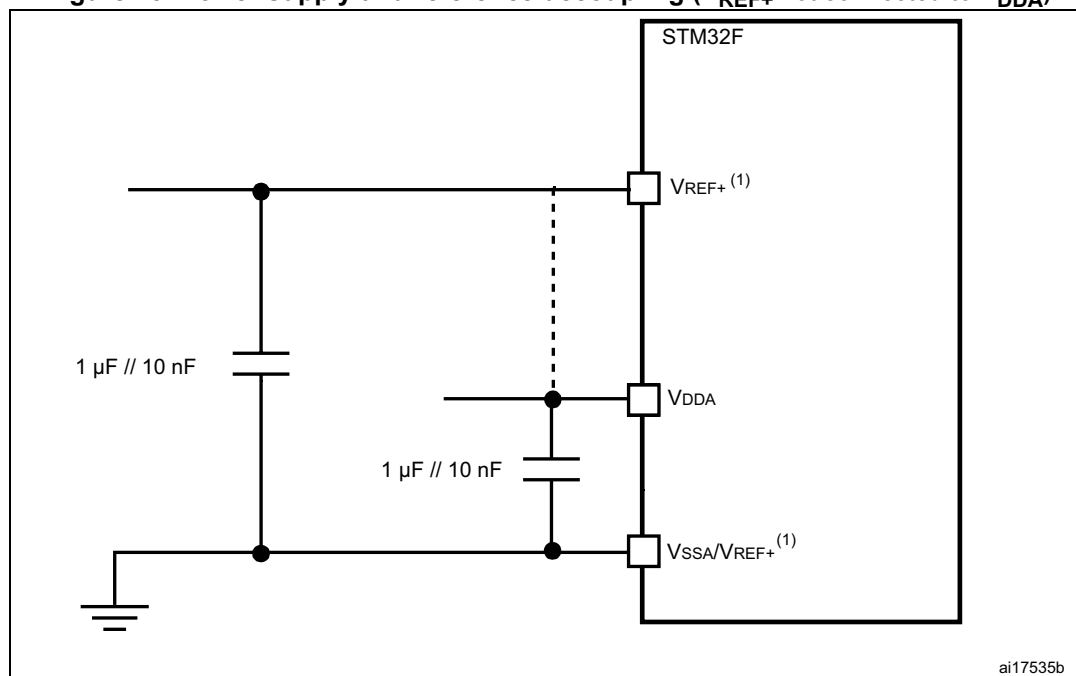 STM32F
VREF+ (1)
1 µF // 10 nF
VDDA
1 µF // 10 nF
VSSA/VREF+ (1)
ai17535b